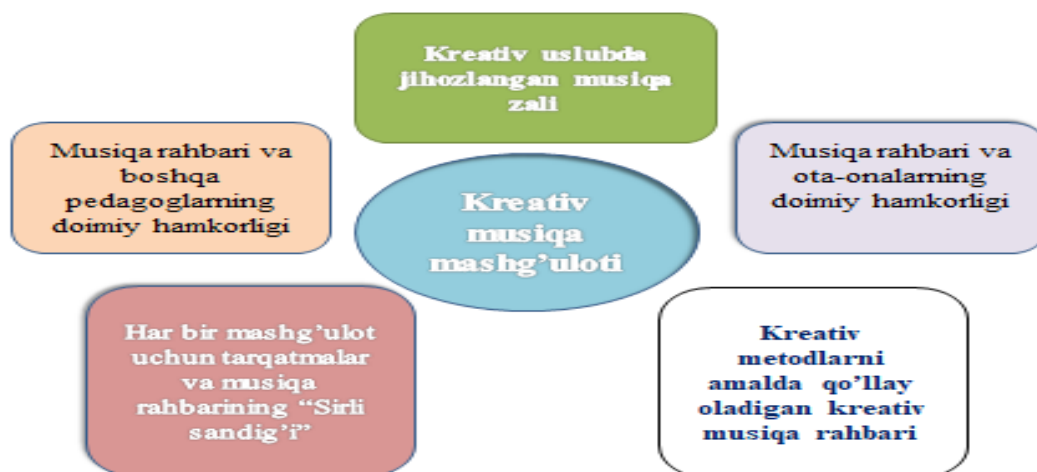 Kreativ uslubda
jihozlangan musiqa
zali
Musiqa rahbari va
boshqa
pedagoglarning
doimiy hamkorligi
Musiqa rahbari va
ota-onalarning
doimiy hamkorligi
Kreativ
musiqa
mashg’uloti
Har bir mashg’ulot
uchun tarqatmalar
va musiqa
rahbarining “Sirli
sandig’i”
Kreativ
metodlarni
amalda qo’llay
oladigan kreativ
musiqa rahbari